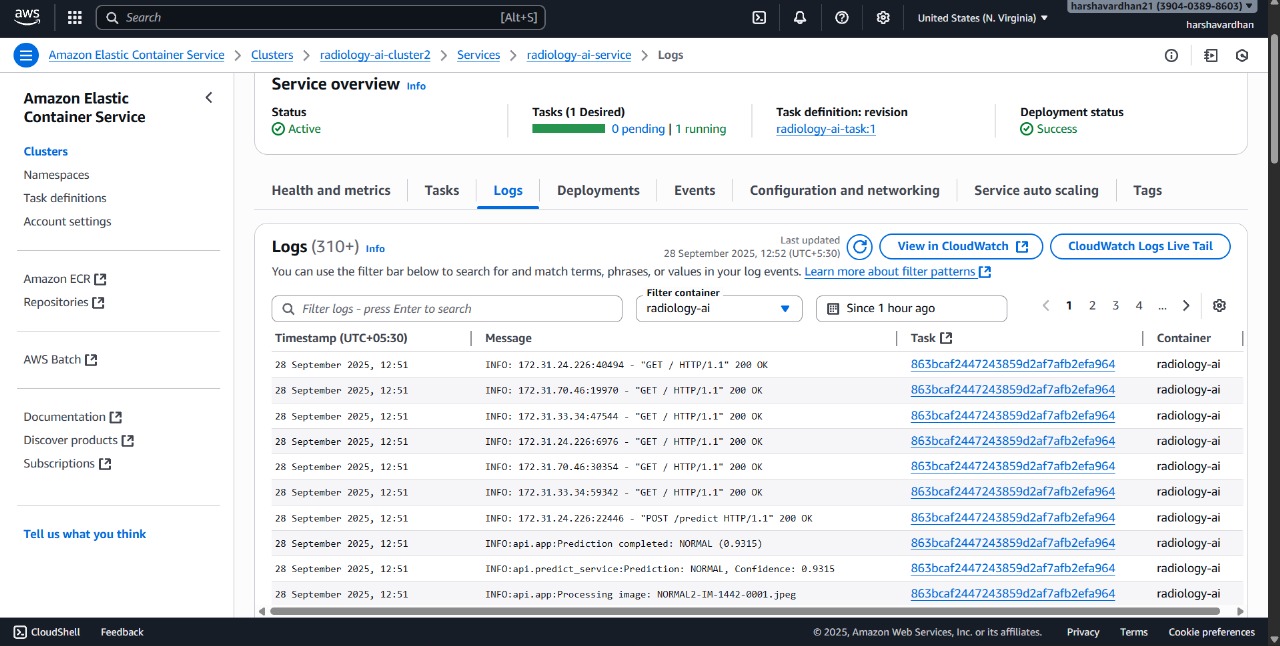 aws
Search [Alt+S]
United States (N. Virginia)
harshavardhan21 (3904-0389-8603)
harshavardhan
Amazon Elastic Container Service
Clusters
radiology-ai-cluster2
Services
radiology-ai-service
Logs
Amazon Elastic
Container Service
Clusters
Namespaces
Task definitions
Account settings
Amazon ECR
Repositories
AWS Batch
Documentation
Discover products
Subscriptions
Tell us what you think
Service overview Info
Status
Active
Tasks (1 Desired)
0 pending | 1 running
Task definition: revision
radiology-ai-task:1
Deployment status
Success
Health and metrics
Tasks
Logs
Deployments
Events
Configuration and networking
Service auto scaling
Tags
Logs (310+) Info
Last updated
28 September 2025, 12:52 (UTC+5:30)
View in CloudWatch
CloudWatch Logs Live Tail
You can use the filter bar below to search for and match terms, phrases, or values in your log events. Learn more about filter patterns
Filter logs - press Enter to search
Filter container
radiology-ai
Since 1 hour ago
1 2 3 4 ...
Timestamp (UTC+05:30) Message Task Container
28 September 2025, 12:51 INFO: 172.31.24.226:40494 - "GET / HTTP/1.1" 200 OK 863bcaf2447243859d2af7afb2efa964 radiology-ai
28 September 2025, 12:51 INFO: 172.31.70.46:19970 - "GET / HTTP/1.1" 200 OK 863bcaf2447243859d2af7afb2efa964 radiology-ai
28 September 2025, 12:51 INFO: 172.31.33.34:47544 - "GET / HTTP/1.1" 200 OK 863bcaf2447243859d2af7afb2efa964 radiology-ai
28 September 2025, 12:51 INFO: 172.31.24.226:6976 - "GET / HTTP/1.1" 200 OK 863bcaf2447243859d2af7afb2efa964 radiology-ai
28 September 2025, 12:51 INFO: 172.31.70.46:30354 - "GET / HTTP/1.1" 200 OK 863bcaf2447243859d2af7afb2efa964 radiology-ai
28 September 2025, 12:51 INFO: 172.31.33.34:59342 - "GET / HTTP/1.1" 200 OK 863bcaf2447243859d2af7afb2efa964 radiology-ai
28 September 2025, 12:51 INFO: 172.31.24.226:22446 - "POST /predict HTTP/1.1" 200 OK 863bcaf2447243859d2af7afb2efa964 radiology-ai
28 September 2025, 12:51 INFO:api.app:Prediction completed: NORMAL (0.9315) 863bcaf2447243859d2af7afb2efa964 radiology-ai
28 September 2025, 12:51 INFO:api.predict_service:Prediction: NORMAL, Confidence: 0.9315 863bcaf2447243859d2af7afb2efa964 radiology-ai
28 September 2025, 12:51 INFO:api.app:Processing image: NORMAL2-IM-1442-0001.jpeg 863bcaf2447243859d2af7afb2efa964 radiology-ai
CloudShell Feedback © 2025, Amazon Web Services, Inc. or its affiliates. Privacy Terms Cookie preferences